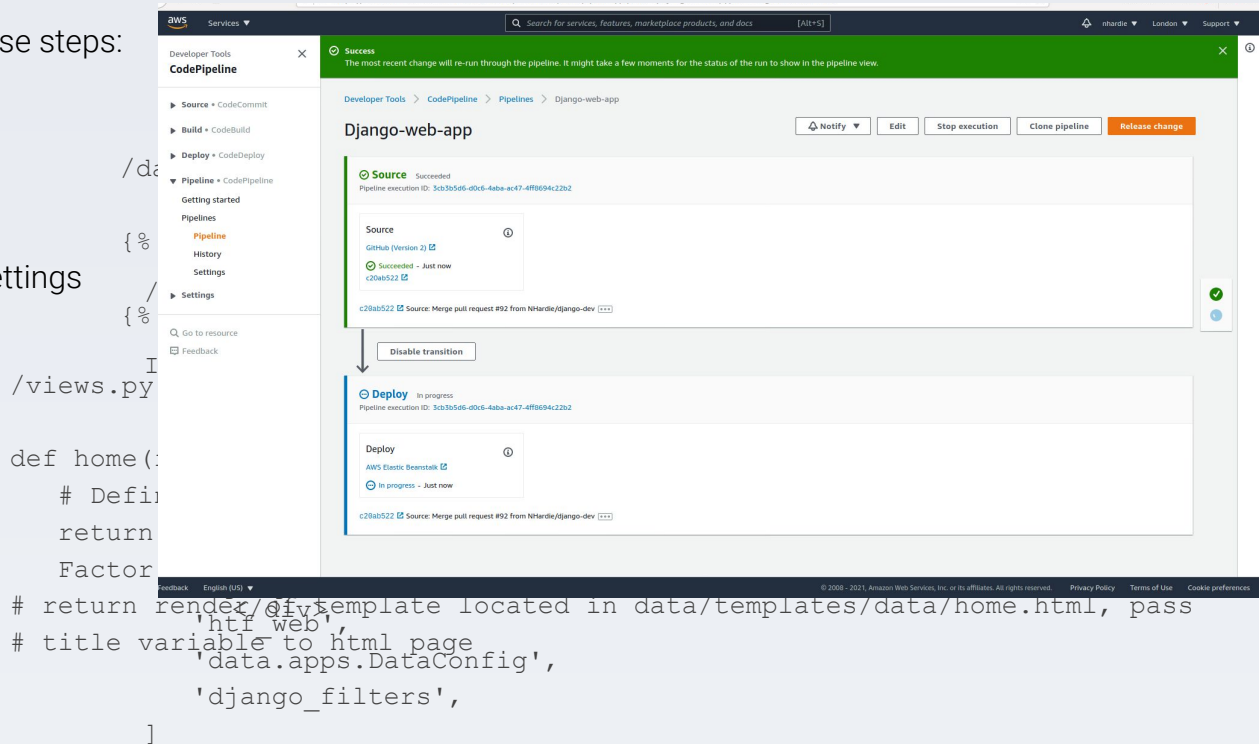 se steps:
ettings
/da
{%
/
{%
I
/views.py
def home(
# Defi
return
Factor
aws
Services
Search for services, features, marketplace products, and docs
[Alt+S]
nhardie
London
Support
Developer Tools
CodePipeline
Source • CodeCommit
Build • CodeBuild
Deploy • CodeDeploy
Pipeline • CodePipeline
Getting started
Pipelines
Pipeline
History
Settings
Settings
Go to resource
Feedback
Success
The most recent change will re-run through the pipeline. It might take a few moments for the status of the run to show in the pipeline view.
Developer Tools > CodePipeline > Pipelines > Django-web-app
Django-web-app
Notify
Edit
Stop execution
Clone pipeline
Release change
Source Succeeded
Pipeline execution ID: 3cb3b5d6-d0c6-4aba-ac47-4ff8694c22b2
Source
GitHub (Version 2)
Succeeded - Just now
c20ab522
c20ab522 Source: Merge pull request #92 from NHardie/django-dev
Disable transition
Deploy In progress
Pipeline execution ID: 3cb3b5d6-d0c6-4aba-ac47-4ff8694c22b2
Deploy
AWS Elastic Beanstalk
In progress - Just now
c20ab522 Source: Merge pull request #92 from NHardie/django-dev
Feedback
English (US)
© 2008 - 2021, Amazon Web Services, Inc. or its affiliates. All rights reserved.
Privacy Policy
Terms of Use
Cookie preferences
# return render of template located in data/templates/data/home.html, pass
</div>
'htf_web',
# title variable to html page
'data.apps.DataConfig',
'django_filters',
]